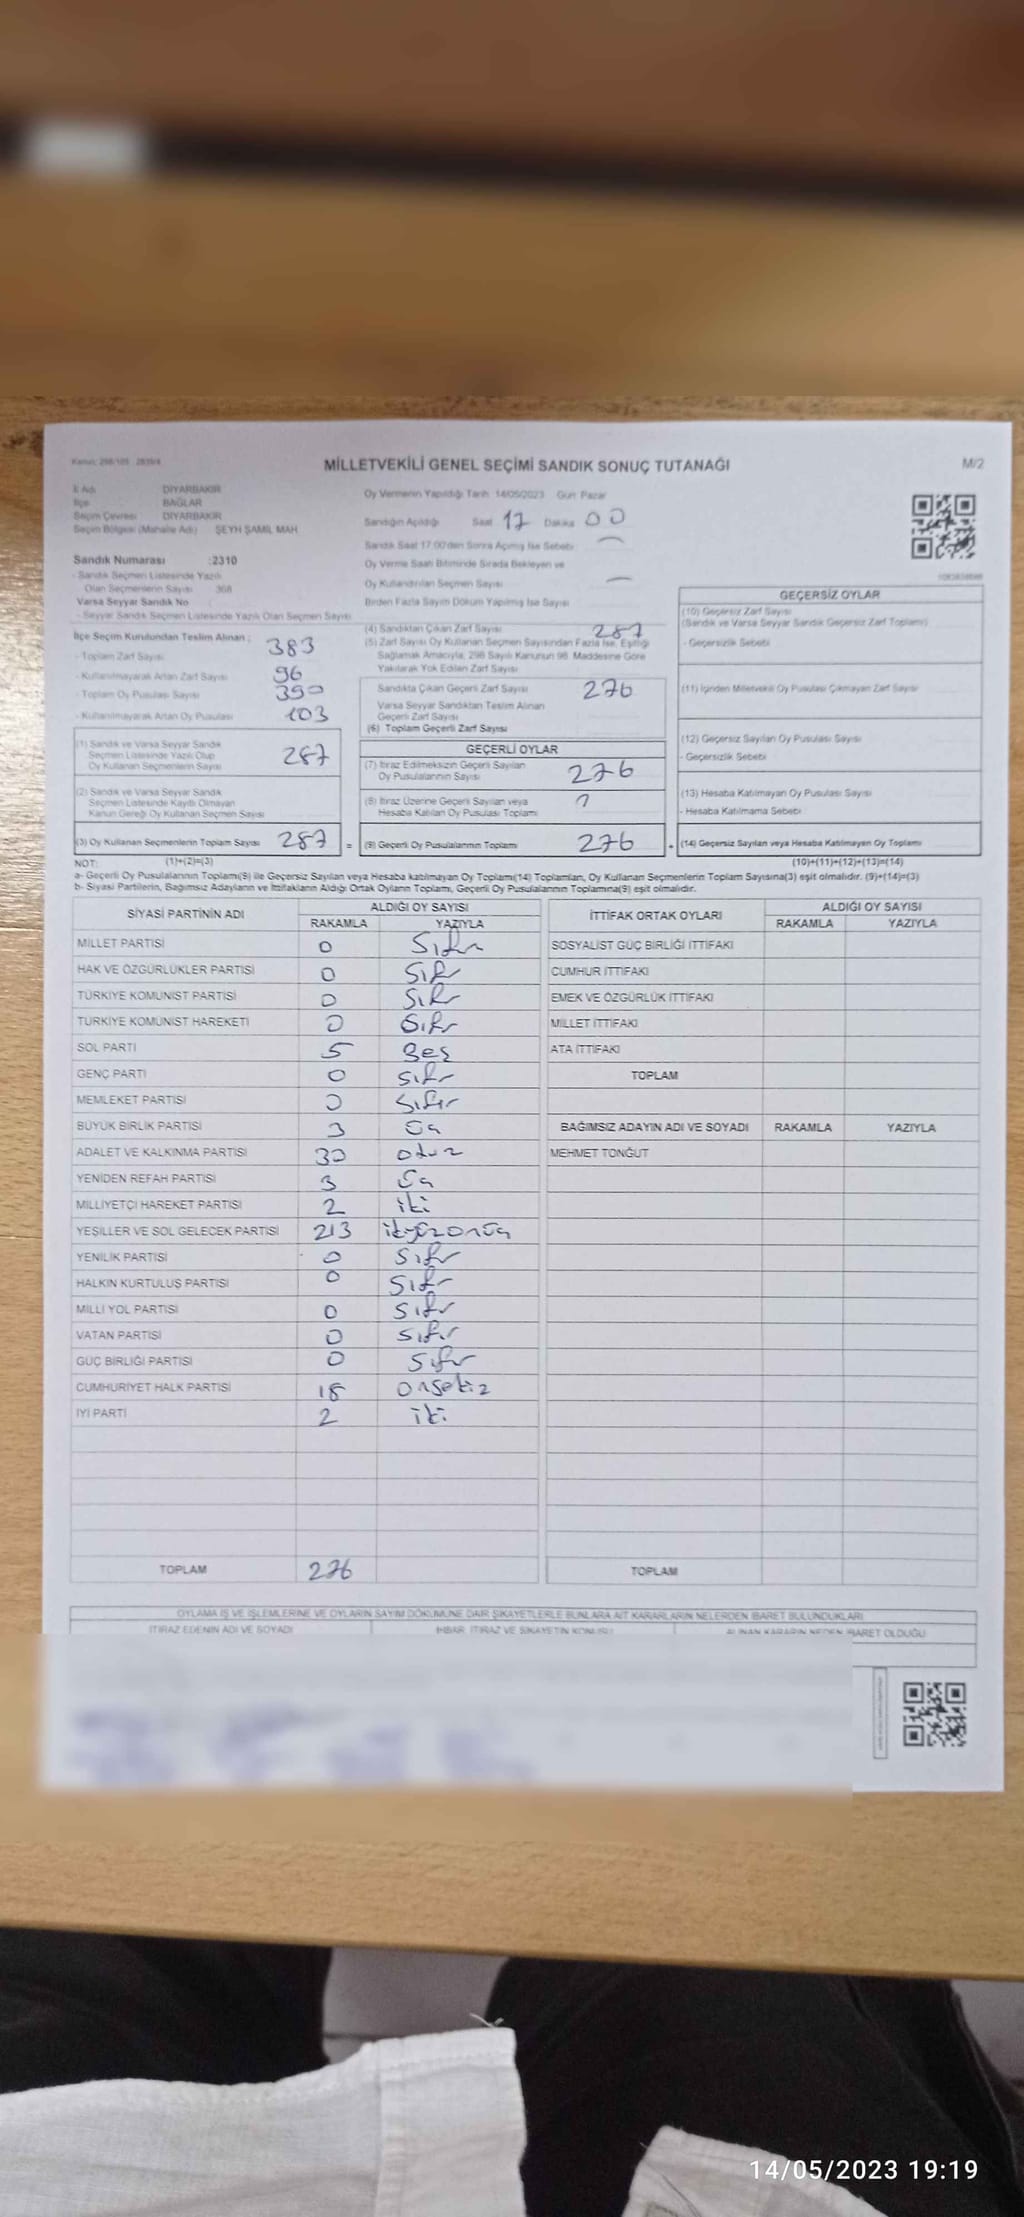 Kanun: 298/105 2839/4
MİLLETVEKİLİ GENEL SEÇİMİ SANDIK SONUÇ TUTANAĞI
M/2
İl Adı DİYARBAKIR
İlçe BAĞLAR
Seçim Çevresi DİYARBAKIR
Seçim Bölgesi (Mahalle Adı) ŞEYH ŞAMİL MAH
Sandık Numarası :2310
- Sandık Seçmen Listesinde Yazılı
Olan Seçmenlerin Sayısı 368
Varsa Seyyar Sandık No
- Seyyar Sandık Seçmen Listesinde Yazılı Olan Seçmen Sayısı
İlçe Seçim Kurulundan Teslim Alınan ;
- Toplam Zarf Sayısı 383
- Kullanılmayarak Artan Zarf Sayısı 96
- Toplam Oy Pusulası Sayısı 390
- Kullanılmayarak Artan Oy Pusulası 103
(1) Sandık ve Varsa Seyyar Sandık
Seçmen Listesinde Yazılı Olup
Oy Kullanan Seçmenlerin Sayısı 287
(2) Sandık ve Varsa Seyyar Sandık
Seçmen Listesinde Kayıtlı Olmayan
Kanun Gereği Oy Kullanan Seçmen Sayısı
(3) Oy Kullanan Seçmenlerin Toplam Sayısı 287 =
Oy Vermenin Yapıldığı Tarih 14/05/2023 Gün Pazar
Sandığın Açıldığı Saat 17 Dakika 00
Sandık Saat 17.00'den Sonra Açılmış İse Sebebi
Oy Verme Saati Bitiminde Sırada Bekleyen ve
Oy Kullandırılan Seçmen Sayısı
Birden Fazla Sayım Döküm Yapılmış İse Sayısı
(4) Sandıktan Çıkan Zarf Sayısı 287
(5) Zarf Sayısı Oy Kullanan Seçmen Sayısından Fazla İse, Eşitliği
Sağlamak Amacıyla, 298 Sayılı Kanunun 98. Maddesine Göre
Yakılarak Yok Edilen Zarf Sayısı
Sandıkta Çıkan Geçerli Zarf Sayısı 276
Varsa Seyyar Sandıktan Teslim Alınan
Geçerli Zarf Sayısı
(6) Toplam Geçerli Zarf Sayısı
GEÇERLİ OYLAR
(7) İtiraz Edilmeksizin Geçerli Sayılan
Oy Pusulalarının Sayısı 276
(8) İtiraz Üzerine Geçerli Sayılan veya
Hesaba Katılan Oy Pusulası Toplamı
(9) Geçerli Oy Pusulalarının Toplamı 276 +
GEÇERSİZ OYLAR
(10) Geçersiz Zarf Sayısı
(Sandık ve Varsa Seyyar Sandık Geçersiz Zarf Toplamı)
- Geçersizlik Sebebi
(11) İçinden Milletvekili Oy Pusulası Çıkmayan Zarf Sayısı
(12) Geçersiz Sayılan Oy Pusulası Sayısı
- Geçersizlik Sebebi
(13) Hesaba Katılmayan Oy Pusulası Sayısı
- Hesaba Katılmama Sebebi
(14) Geçersiz Sayılan veya Hesaba Katılmayan Oy Toplamı
NOT: (1)+(2)=(3) (10)+(11)+(12)+(13)=(14)
a- Geçerli Oy Pusulalarının Toplamı(9) ile Geçersiz Sayılan veya Hesaba katılmayan Oy Toplamı(14) Toplamları, Oy Kullanan Seçmenlerin Toplam Sayısına(3) eşit olmalıdır. (9)+(14)=(3)
b- Siyasi Partilerin, Bağımsız Adayların ve İttifakların Aldığı Ortak Oyların Toplamı, Geçerli Oy Pusulalarının Toplamına(9) eşit olmalıdır.
SİYASİ PARTİNİN ADI ALDIĞI OY SAYISI
RAKAMLA YAZIYLA
MİLLET PARTİSİ 0 Sıfır
HAK VE ÖZGÜRLÜKLER PARTİSİ 0 Sıfır
TÜRKİYE KOMÜNİST PARTİSİ 0 Sıfır
TÜRKİYE KOMÜNİST HAREKETİ 0 Sıfır
SOL PARTİ 5 Beş
GENÇ PARTİ 0 Sıfır
MEMLEKET PARTİSİ 0 Sıfır
BÜYÜK BİRLİK PARTİSİ 3 Üç
ADALET VE KALKINMA PARTİSİ 30 otuz
YENİDEN REFAH PARTİSİ 3 Üç
MİLLİYETÇİ HAREKET PARTİSİ 2 iki
YEŞİLLER VE SOL GELECEK PARTİSİ 213 ikiyüzonüç
YENİLİK PARTİSİ 0 Sıfır
HALKIN KURTULUŞ PARTİSİ 0 Sıfır
MİLLİ YOL PARTİSİ 0 Sıfır
VATAN PARTİSİ 0 Sıfır
GÜÇ BİRLİĞİ PARTİSİ 0 Sıfır
CUMHURİYET HALK PARTİSİ 18 Onsekiz
İYİ PARTİ 2 iki
TOPLAM 276
İTTİFAK ORTAK OYLARI ALDIĞI OY SAYISI
RAKAMLA YAZIYLA
SOSYALİST GÜÇ BİRLİĞİ İTTİFAKI
CUMHUR İTTİFAKI
EMEK VE ÖZGÜRLÜK İTTİFAKI
MİLLET İTTİFAKI
ATA İTTİFAKI
TOPLAM
BAĞIMSIZ ADAYIN ADI VE SOYADI RAKAMLA YAZIYLA
MEHMET TONĞUT
TOPLAM
OYLAMA İŞ VE İŞLEMLERİNE VE OYLARIN SAYIM DÖKÜMÜNE DAİR ŞİKAYETLERLE BUNLARA AİT KARARLARIN NELERDEN İBARET BULUNDUKLARI
İTİRAZ EDENİN ADI VE SOYADI İHBAR, İTİRAZ VE ŞİKAYETİN KONUSU ALINAN KARARIN NEDEN İBARET OLDUĞU
14/05/2023 19:19